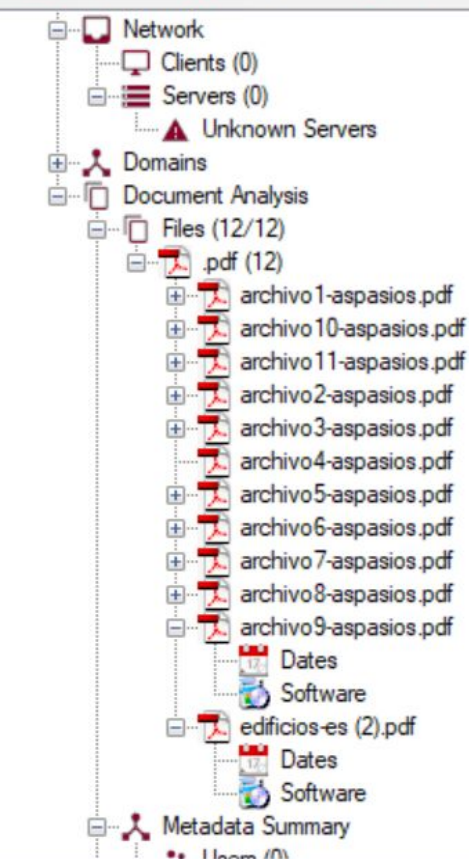 Network
Clients (0)
Servers (0)
Unknown Servers
Domains
Document Analysis
Files (12/12)
.pdf (12)
archivo1-aspasios.pdf
archivo10-aspasios.pdf
archivo11-aspasios.pdf
archivo2-aspasios.pdf
archivo3-aspasios.pdf
archivo4-aspasios.pdf
archivo5-aspasios.pdf
archivo6-aspasios.pdf
archivo7-aspasios.pdf
archivo8-aspasios.pdf
archivo9-aspasios.pdf
Dates
Software
edificios-es (2).pdf
Dates
Software
Metadata Summary
Users (0)